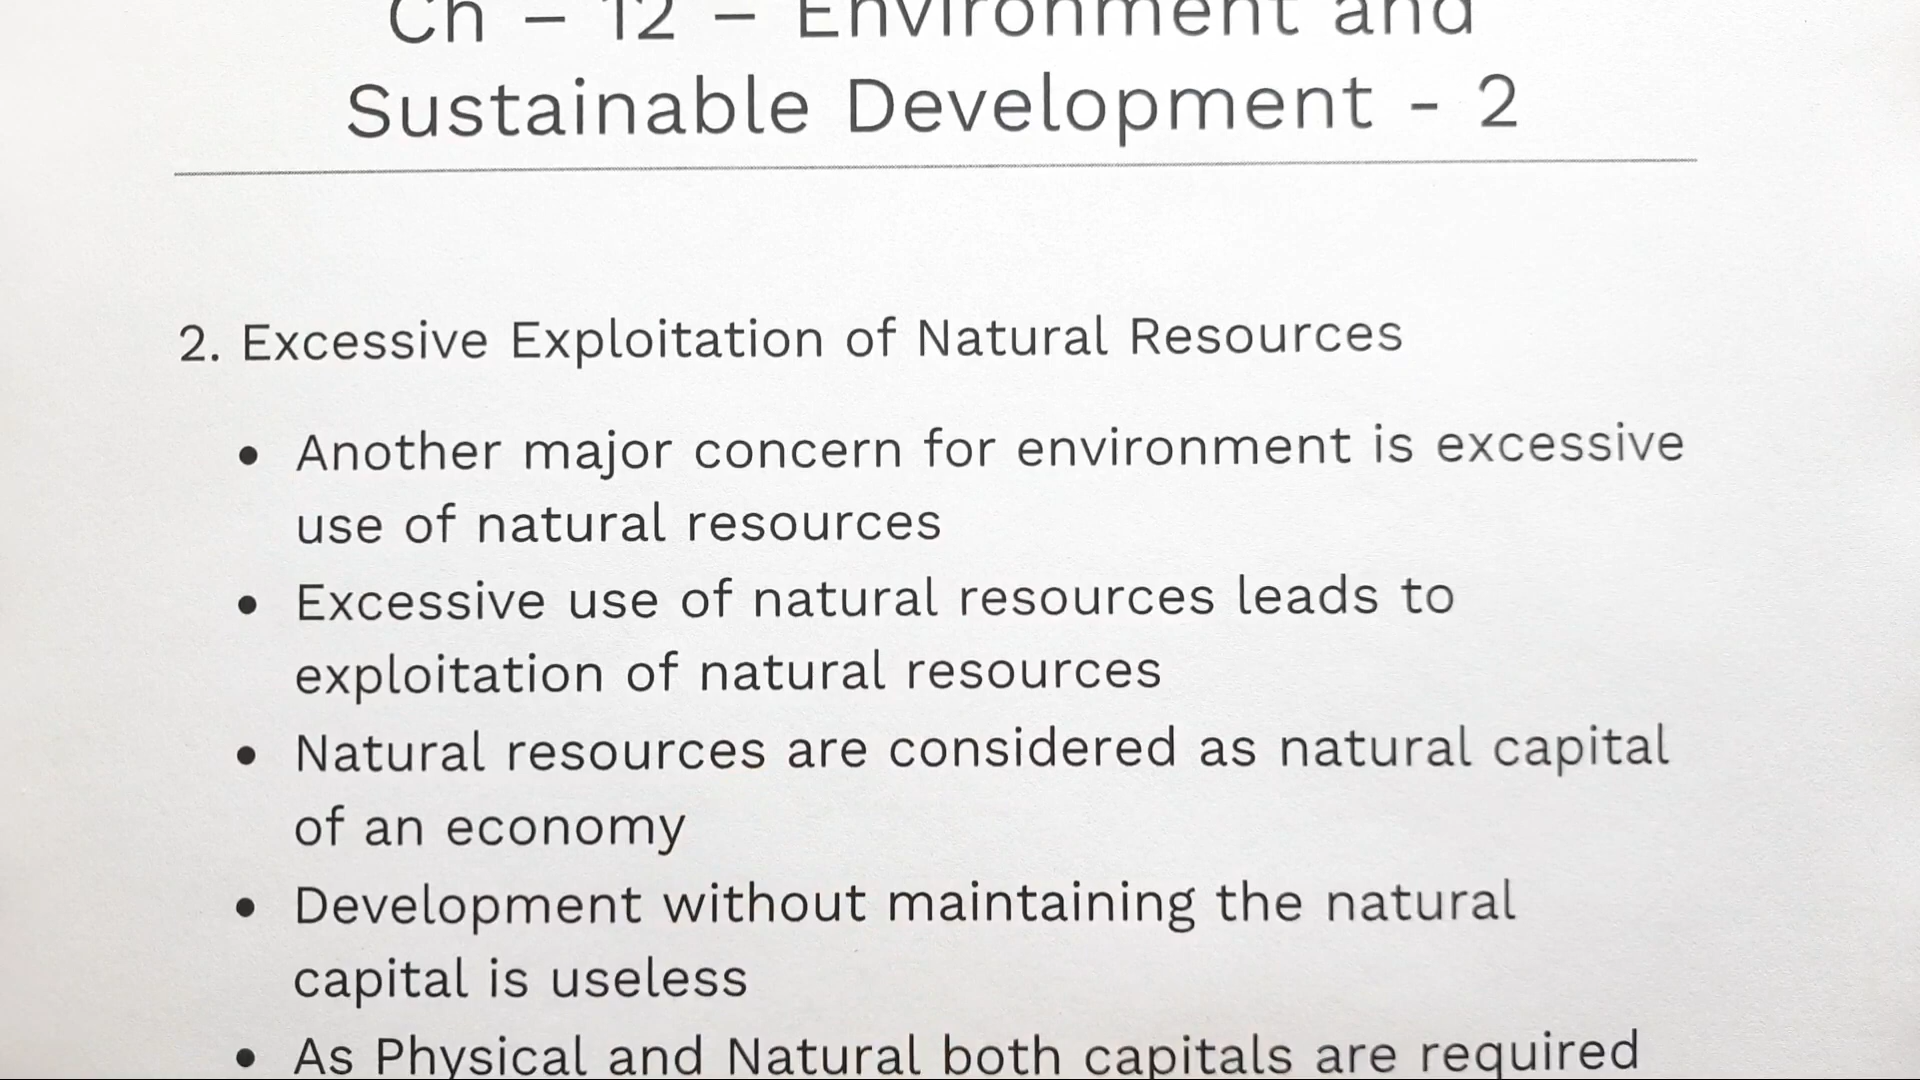 Ch – 12 – Environment and
Sustainable Development - 2
2. Excessive Exploitation of Natural Resources
• Another major concern for environment is excessive
use of natural resources
• Excessive use of natural resources leads to
exploitation of natural resources
• Natural resources are considered as natural capital
of an economy
• Development without maintaining the natural
capital is useless
• As Physical and Natural both capitals are required